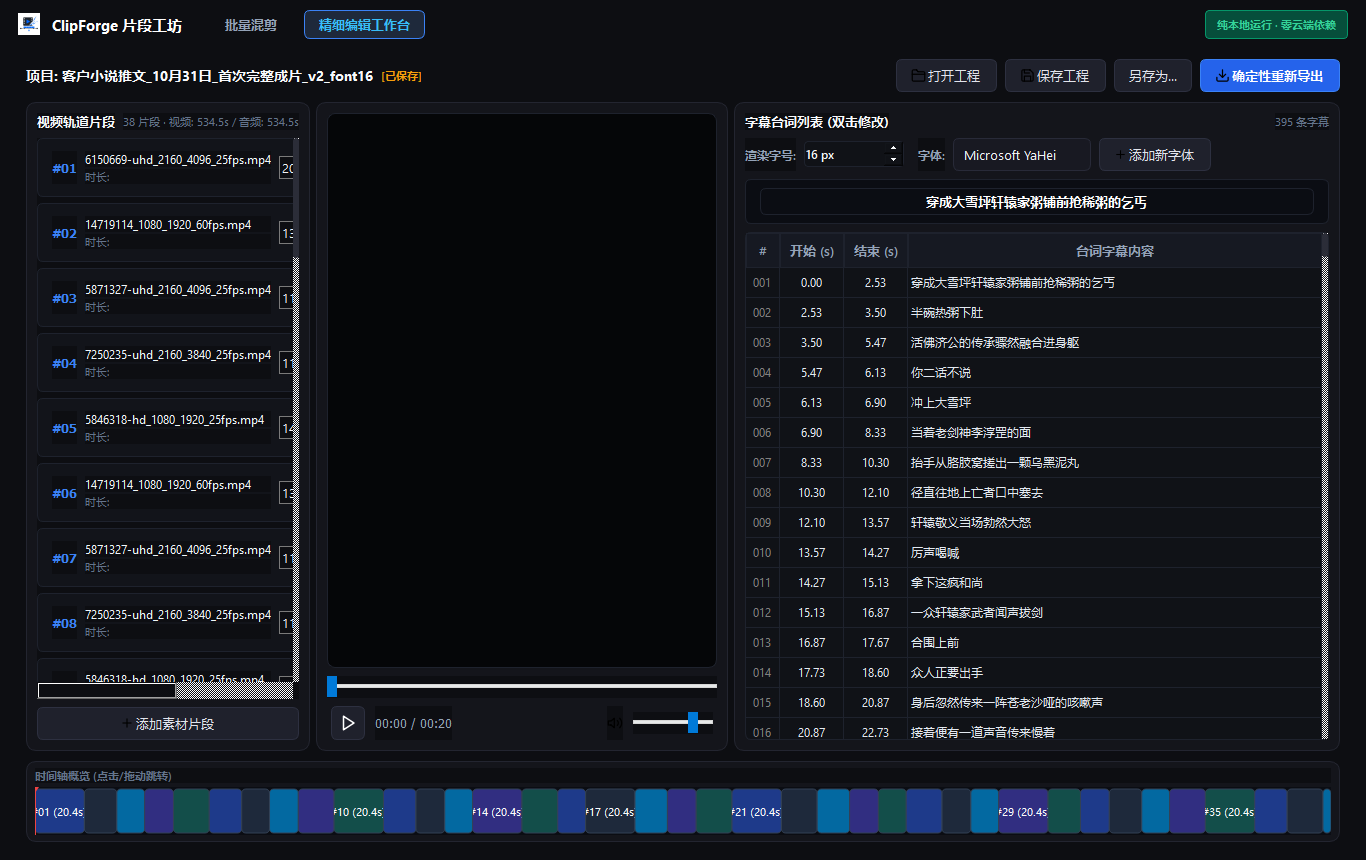 ClipForge 片段工坊
批量混剪
精细编辑工作台
纯本地运行 · 零云端依赖
项目: 客户小说推文_10月31日_首次完整成片_v2_font16 [已保存]
打开工程
保存工程
另存为...
确定性重新导出
视频轨道片段 38 片段 · 视频: 534.5s / 音频: 534.5s
#01 6150669-uhd_2160_4096_25fps.mp4
时长: 20
#02 14719114_1080_1920_60fps.mp4
时长: 13
#03 5871327-uhd_2160_4096_25fps.mp4
时长: 11
#04 7250235-uhd_2160_3840_25fps.mp4
时长: 11
#05 5846318-hd_1080_1920_25fps.mp4
时长: 14
#06 14719114_1080_1920_60fps.mp4
时长: 13
#07 5871327-uhd_2160_4096_25fps.mp4
时长: 11
#08 7250235-uhd_2160_3840_25fps.mp4
时长: 11
5846318-hd_1080_1920_25fps.mp4
+ 添加素材片段
00:00 / 00:20
字幕台词列表 (双击修改)
395 条字幕
渲染字号: 16 px 字体: Microsoft YaHei + 添加新字体
穿成大雪坪轩辕家粥铺前抢稀粥的乞丐
# 开始 (s) 结束 (s) 台词字幕内容
001 0.00 2.53 穿成大雪坪轩辕家粥铺前抢稀粥的乞丐
002 2.53 3.50 半碗热粥下肚
003 3.50 5.47 活佛济公的传承骤然融合进身躯
004 5.47 6.13 你二话不说
005 6.13 6.90 冲上大雪坪
006 6.90 8.33 当着老剑神李淳罡的面
007 8.33 10.30 抬手从胳肢窝搓出一颗乌黑泥丸
008 10.30 12.10 径直往地上亡者口中塞去
009 12.10 13.57 轩辕敬义当场勃然大怒
010 13.57 14.27 厉声喝喊
011 14.27 15.13 拿下这疯和尚
012 15.13 16.87 一众轩辕家武者闻声拔剑
013 16.87 17.67 合围上前
014 17.73 18.60 众人正要出手
015 18.60 20.87 身后忽然传来一阵苍老沙哑的咳嗽声
016 20.87 22.73 接着便有一道声音传来慢着
时间轴概览 (点击/拖动跳转)
#01 (20.4s) #10 (20.4s #14 (20.4s #17 (20.4s #21 (20.4s #29 (20.4s #35 (20.4s